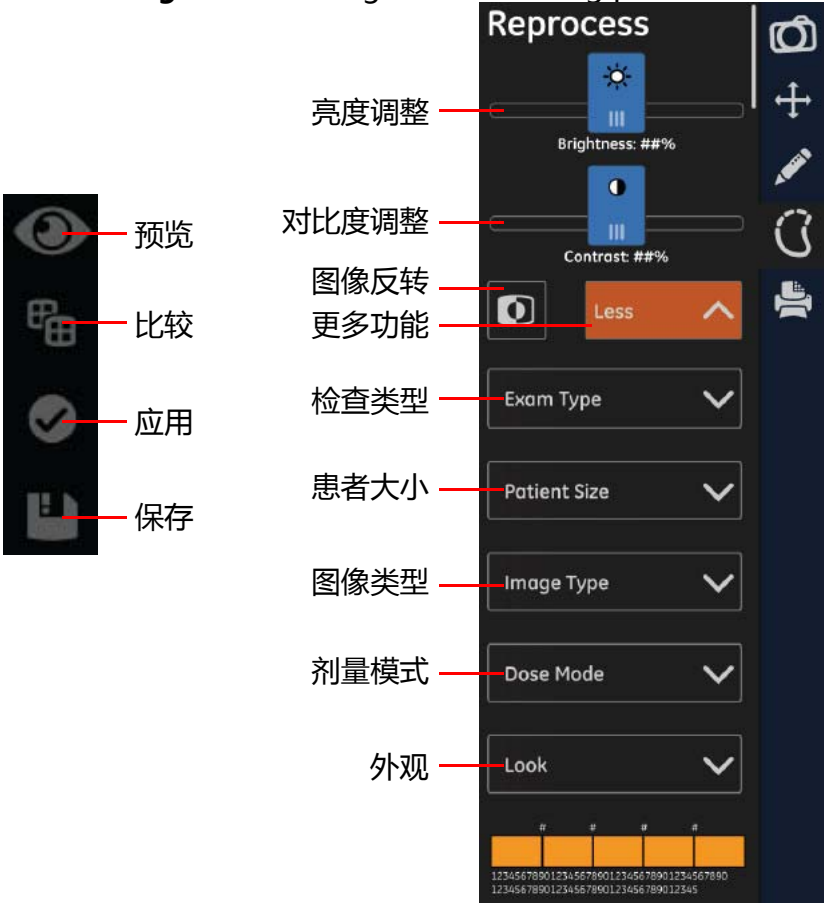 Reprocess
亮度调整
Brightness: ##%
对比度调整
Contrast: ##%
预览
比较
应用
保存
图像反转
更多功能
Less
检查类型
Exam Type
患者大小
Patient Size
图像类型
Image Type
剂量模式
Dose Mode
外观
Look
# # # #
1234567890123456789012345678901234567890
12345678901234567890123456789012345